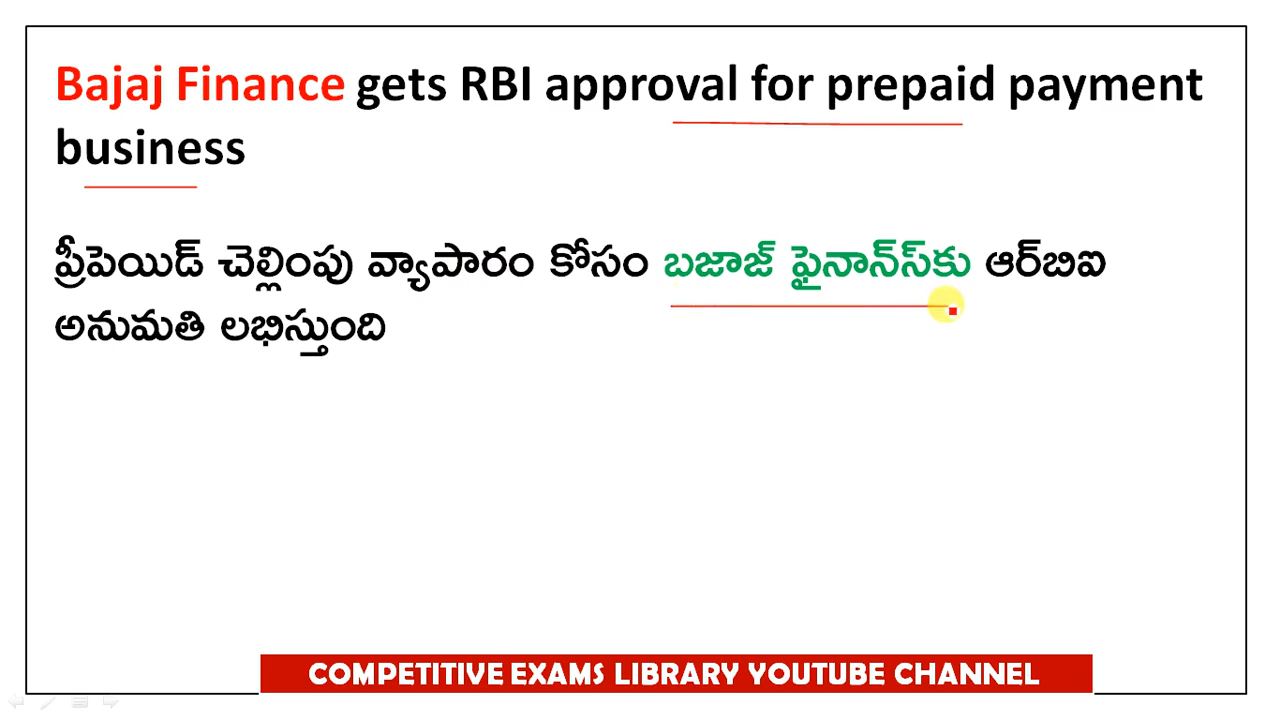 Bajaj Finance gets RBI approval for prepaid payment
business
ప్రీపెయిడ్ చెల్లింపు వ్యాపారం కోసం బజాజ్ ఫైనాన్స్‌కు ఆర్‌బిఐ
అనుమతి లభిస్తుంది
COMPETITIVE EXAMS LIBRARY YOUTUBE CHANNEL